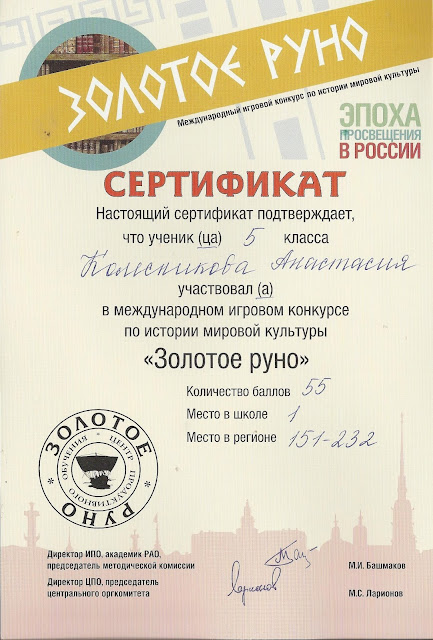 ЗОЛОТОЕ РУНО
Международный игровой конкурс по истории мировой культуры
ЭПОХА
ПРОСВЕЩЕНИЯ
В РОССИИ
СЕРТИФИКАТ
Настоящий сертификат подтверждает,
что ученик (ца) 5 класса
Колесникова Анастасия
участвовал (а)
в международном игровом конкурсе
по истории мировой культуры
«Золотое руно»
Количество баллов 55
Место в школе 1
Место в регионе 151-232
ЗОЛОТОЕ РУНО
ЦЕНТР ПРОДУКТИВНОГО ОБУЧЕНИЯ
Директор ИПО, академик РАО,
председатель методической комиссии
М.И. Башмаков
Директор ЦПО, председатель
центрального оргкомитета
М.С. Ларионов